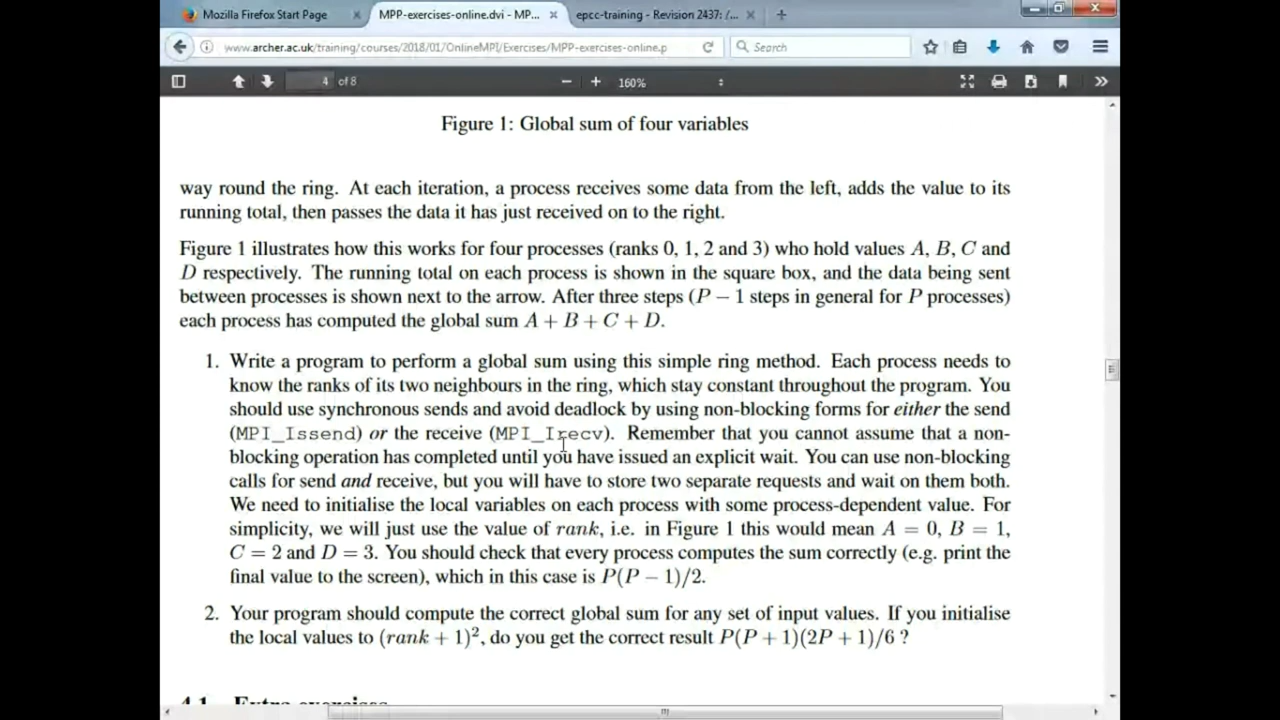 Mozilla Firefox Start Page
MPP-exercises-online.dvi - MP...
epcc-training - Revision 2437: /...
www.archer.ac.uk/training/courses/2018/01/OnlineMPI/Exercises/MPP-exercises-online.p
Search
4 of 8
160%
Figure 1: Global sum of four variables
way round the ring. At each iteration, a process receives some data from the left, adds the value to its
running total, then passes the data it has just received on to the right.
Figure 1 illustrates how this works for four processes (ranks 0, 1, 2 and 3) who hold values A, B, C and
D respectively. The running total on each process is shown in the square box, and the data being sent
between processes is shown next to the arrow. After three steps (P − 1 steps in general for P processes)
each process has computed the global sum A + B + C + D.
1. Write a program to perform a global sum using this simple ring method. Each process needs to
know the ranks of its two neighbours in the ring, which stay constant throughout the program. You
should use synchronous sends and avoid deadlock by using non-blocking forms for either the send
(MPI_Issend) or the receive (MPI_Irecv). Remember that you cannot assume that a non-
blocking operation has completed until you have issued an explicit wait. You can use non-blocking
calls for send and receive, but you will have to store two separate requests and wait on them both.
We need to initialise the local variables on each process with some process-dependent value. For
simplicity, we will just use the value of rank, i.e. in Figure 1 this would mean A = 0, B = 1,
C = 2 and D = 3. You should check that every process computes the sum correctly (e.g. print the
final value to the screen), which in this case is P(P − 1)/2.
2. Your program should compute the correct global sum for any set of input values. If you initialise
the local values to (rank + 1)², do you get the correct result P(P + 1)(2P + 1)/6 ?
4.1 Extra exercises